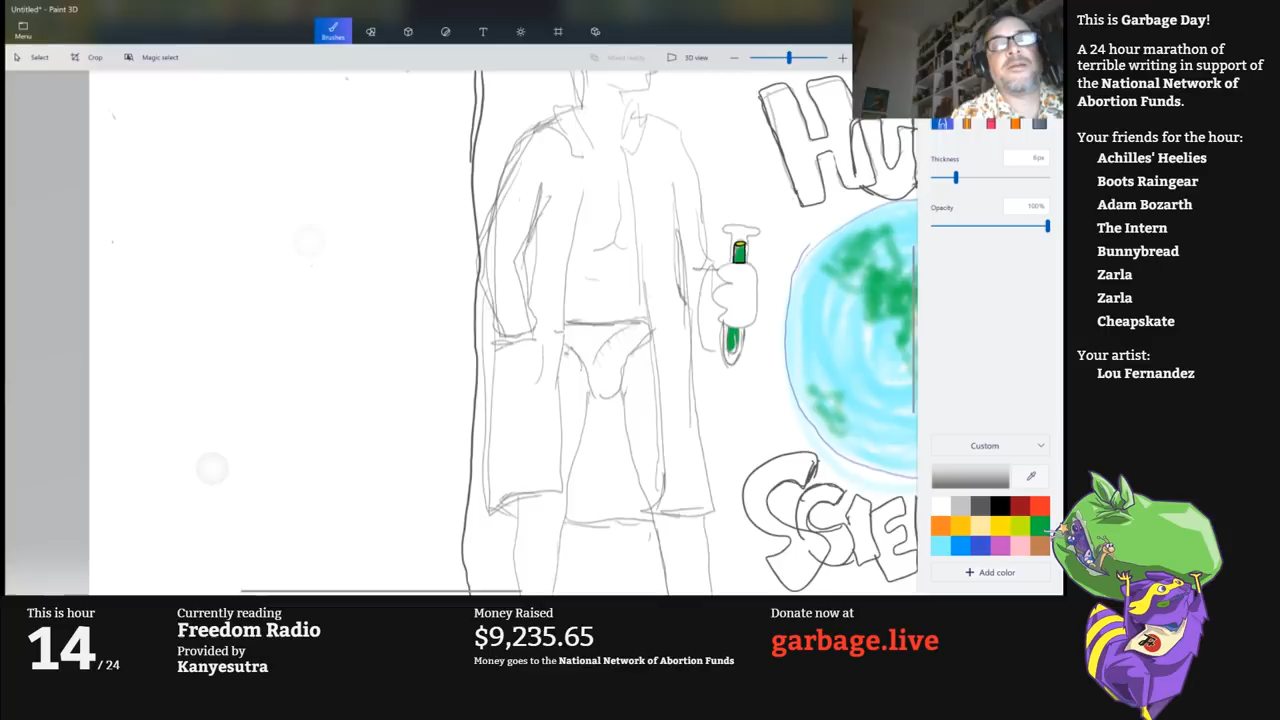 Untitled* - Paint 3D
Menu
Brushes
Select
Crop
Magic select
3D view
Thickness
6px
Opacity
100%
Custom
Add color
HU
SCIE
This is Garbage Day!
A 24 hour marathon of
terrible writing in support of
the National Network of
Abortion Funds.
Your friends for the hour:
Achilles' Heelies
Boots Raingear
Adam Bozarth
The Intern
Bunnybread
Zarla
Zarla
Cheapskate
Your artist:
Lou Fernandez
This is hour
14 / 24
Currently reading
Freedom Radio
Provided by
Kanyesutra
Money Raised
$9,235.65
Money goes to the National Network of Abortion Funds
Donate now at
garbage.live